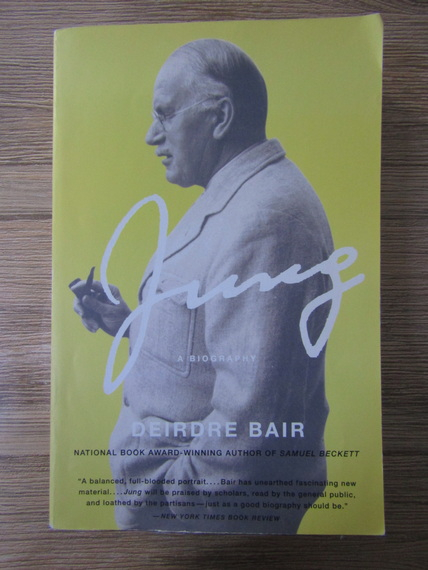 Jung
A BIOGRAPHY
DEIRDRE BAIR
NATIONAL BOOK AWARD-WINNING AUTHOR OF SAMUEL BECKETT
"A balanced, full-blooded portrait....Bair has unearthed fascinating new
material....Jung will be praised by scholars, read by the general public,
and loathed by the partisans—just as a good biography should be."
—NEW YORK TIMES BOOK REVIEW